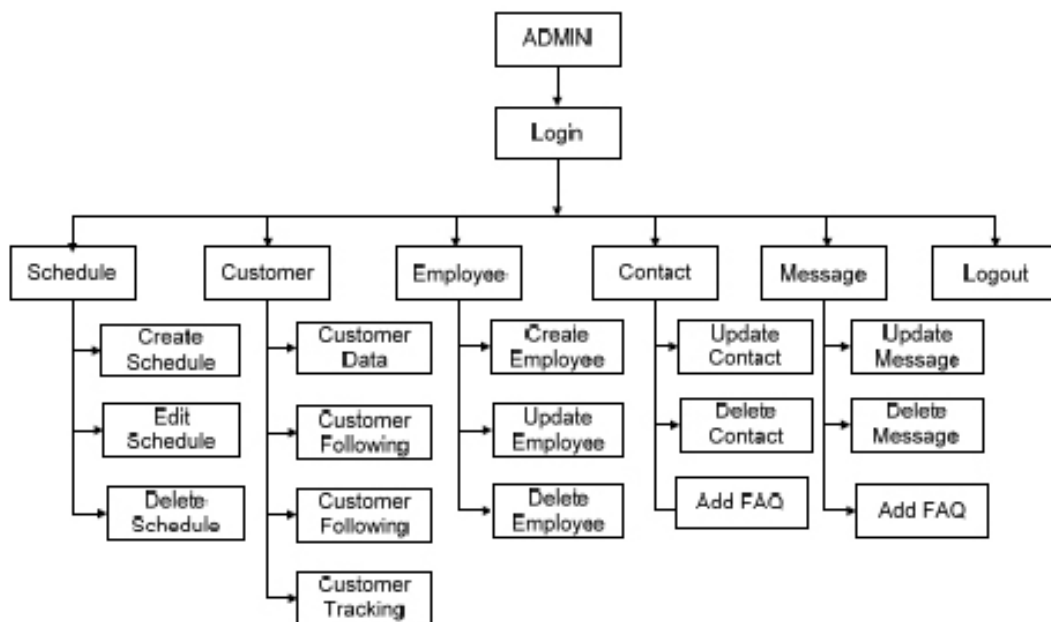 ADMINI
Login
Schedule
Customer
Employee
Contact
Message
Logout
Create
Schedule
Customer
Data
Create
Employee
Update
Contact
Update
Message
Edit
Schedule
Customer
Following
Update
Employee
Delete
Contact
Delete
Message
Delete
Schedule
Customer
Following
Delete
Employee
Add FAQ
Add FAQ
Customer
Tracking